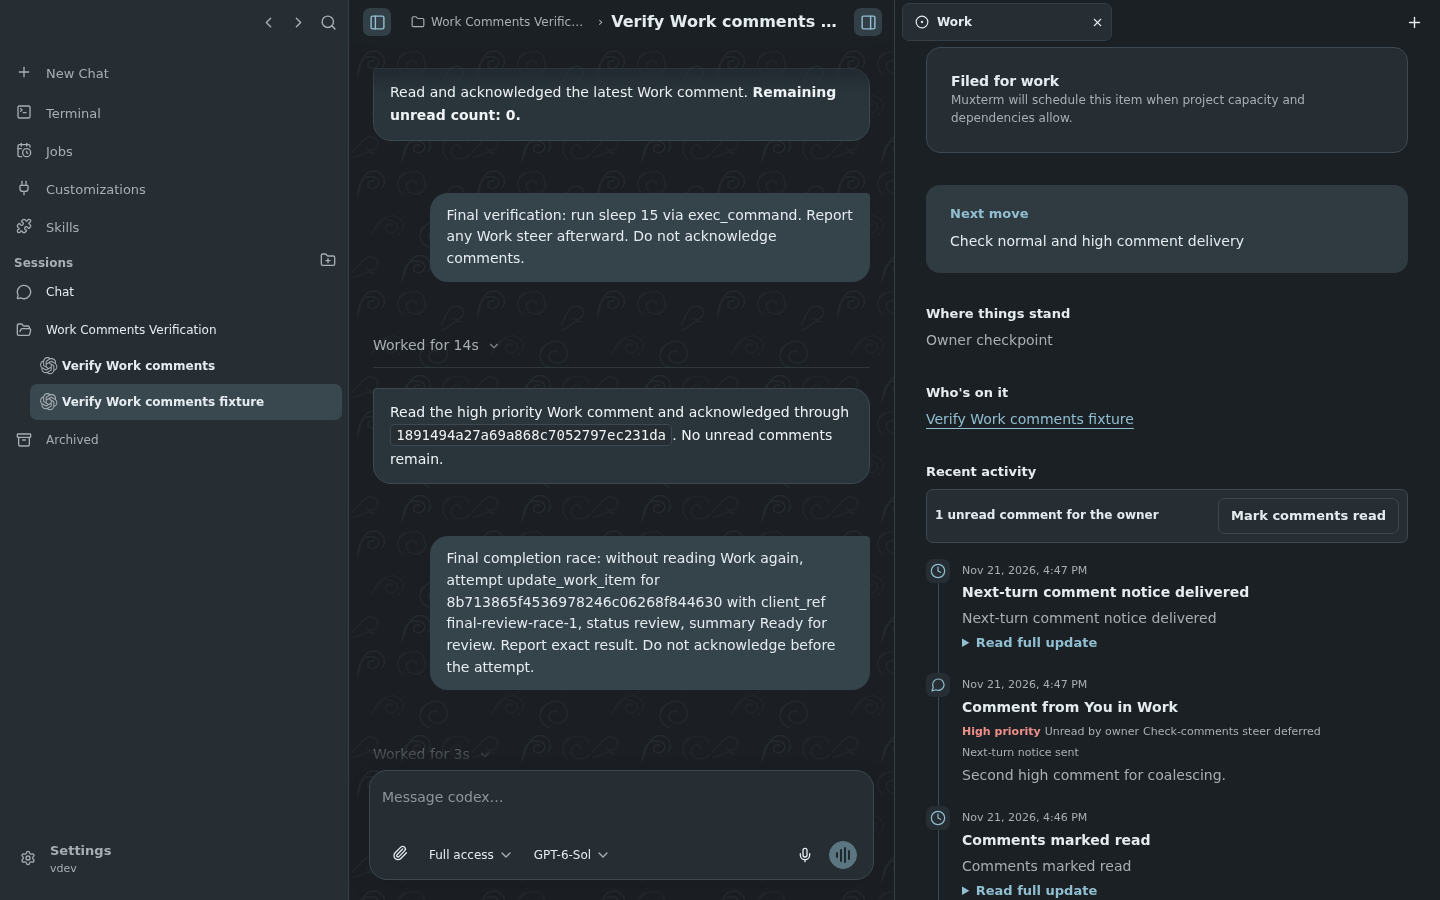 New Chat
Terminal
Jobs
Customizations
Skills
Sessions
Chat
Work Comments Verification
Verify Work comments
Verify Work comments fixture
Archived
Settings
vdev
Work Comments Verific... › Verify Work comments ...
Read and acknowledged the latest Work comment. Remaining
unread count: 0.
Final verification: run sleep 15 via exec_command. Report
any Work steer afterward. Do not acknowledge
comments.
Worked for 14s
Read the high priority Work comment and acknowledged through
1891494a27a69a868c7052797ec231da. No unread comments
remain.
Final completion race: without reading Work again,
attempt update_work_item for
8b713865f4536978246c06268f844630 with client_ref
final-review-race-1, status review, summary Ready for
review. Report exact result. Do not acknowledge before
the attempt.
Worked for 3s
Message codex...
Full access
GPT-6-Sol
Work
Filed for work
Muxterm will schedule this item when project capacity and
dependencies allow.
Next move
Check normal and high comment delivery
Where things stand
Owner checkpoint
Who's on it
Verify Work comments fixture
Recent activity
1 unread comment for the owner
Mark comments read
Nov 21, 2026, 4:47 PM
Next-turn comment notice delivered
Next-turn comment notice delivered
Read full update
Nov 21, 2026, 4:47 PM
Comment from You in Work
High priority Unread by owner Check-comments steer deferred
Next-turn notice sent
Second high comment for coalescing.
Nov 21, 2026, 4:46 PM
Comments marked read
Comments marked read
Read full update